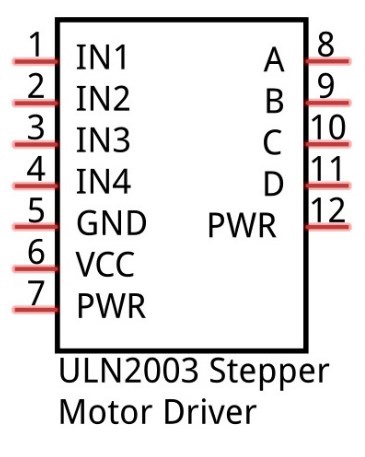 1 IN1 A 8
2 IN2 B 9
3 IN3 C 10
4 IN4 D 11
5 GND PWR 12
6 VCC
7 PWR
ULN2003 Stepper
Motor Driver